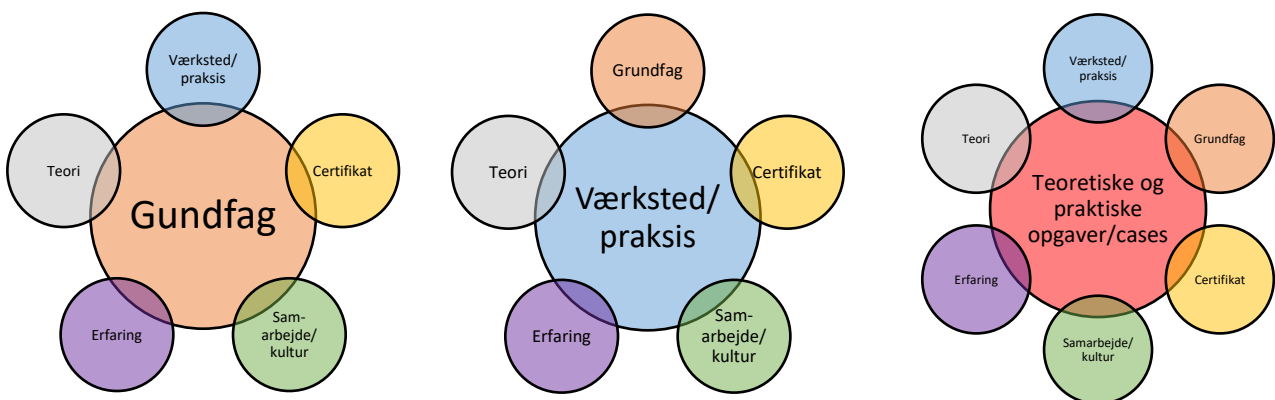 Værksted/
praksis
Teori
Certifikat
Gundfag
Erfaring
Sam-
arbejde/
kultur
Grundfag
Teori
Certifikat
Værksted/
praksis
Erfaring
Sam-
arbejde/
kultur
Værksted/
praksis
Teori
Grundfag
Teoretiske og
praktiske
opgaver/cases
Erfaring
Certifikat
Samarbejde/
kultur